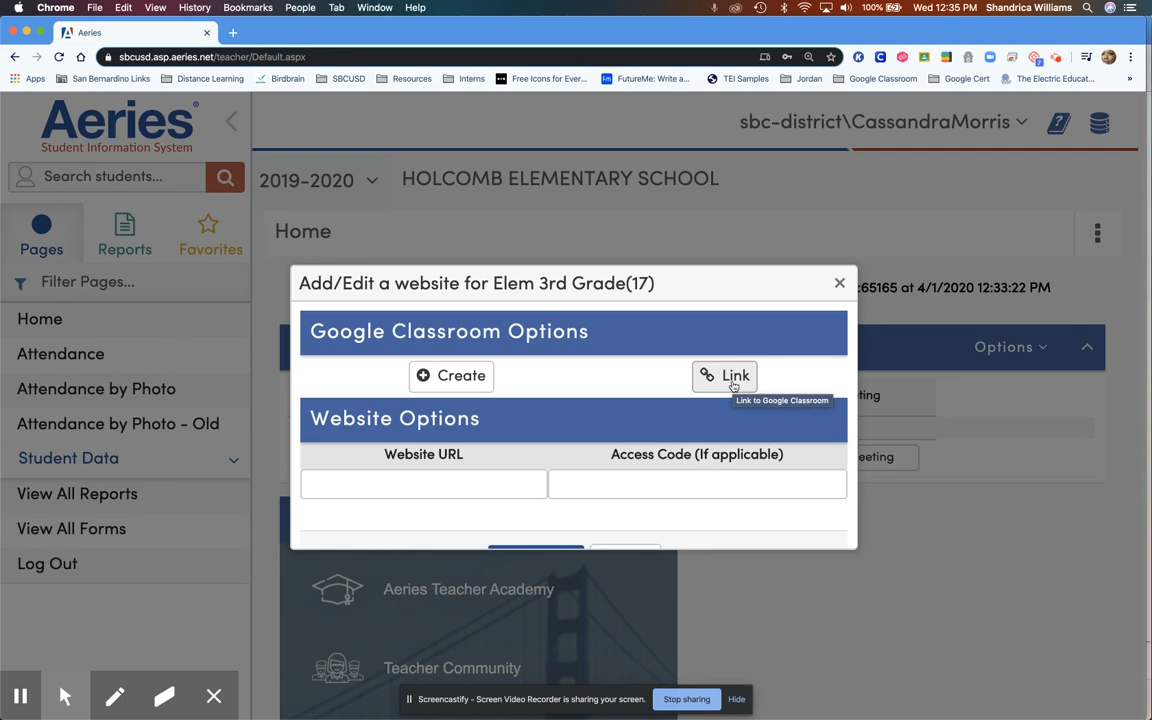 Chrome File Edit View History Bookmarks People Tab Window Help 100% Wed 12:35 PM Shandrica Williams
Aeries
sbcusd.asp.aeries.net/teacher/Default.aspx
Apps San Bernardino Links Distance Learning Birdbrain SBCUSD Resources Interns Free Icons for Ever... FutureMe: Write a... TEI Samples Jordan Google Classroom Google Cert The Electric Educat... »
Aeries®
Student Information System
sbc-district\CassandraMorris
Search students...
2019-2020 HOLCOMB ELEMENTARY SCHOOL
Pages Reports Favorites
Home
Filter Pages...
Add/Edit a website for Elem 3rd Grade(17) ×
:65165 at 4/1/2020 12:33:22 PM
Home
Google Classroom Options
Options
Attendance
Create Link
Link to Google Classroom
eting
Attendance by Photo
Website Options
Attendance by Photo - Old
Website URL Access Code (If applicable)
eeting
Student Data
View All Reports
View All Forms
Log Out
Aeries Teacher Academy
Teacher Community
Screencastify - Screen Video Recorder is sharing your screen. Stop sharing Hide